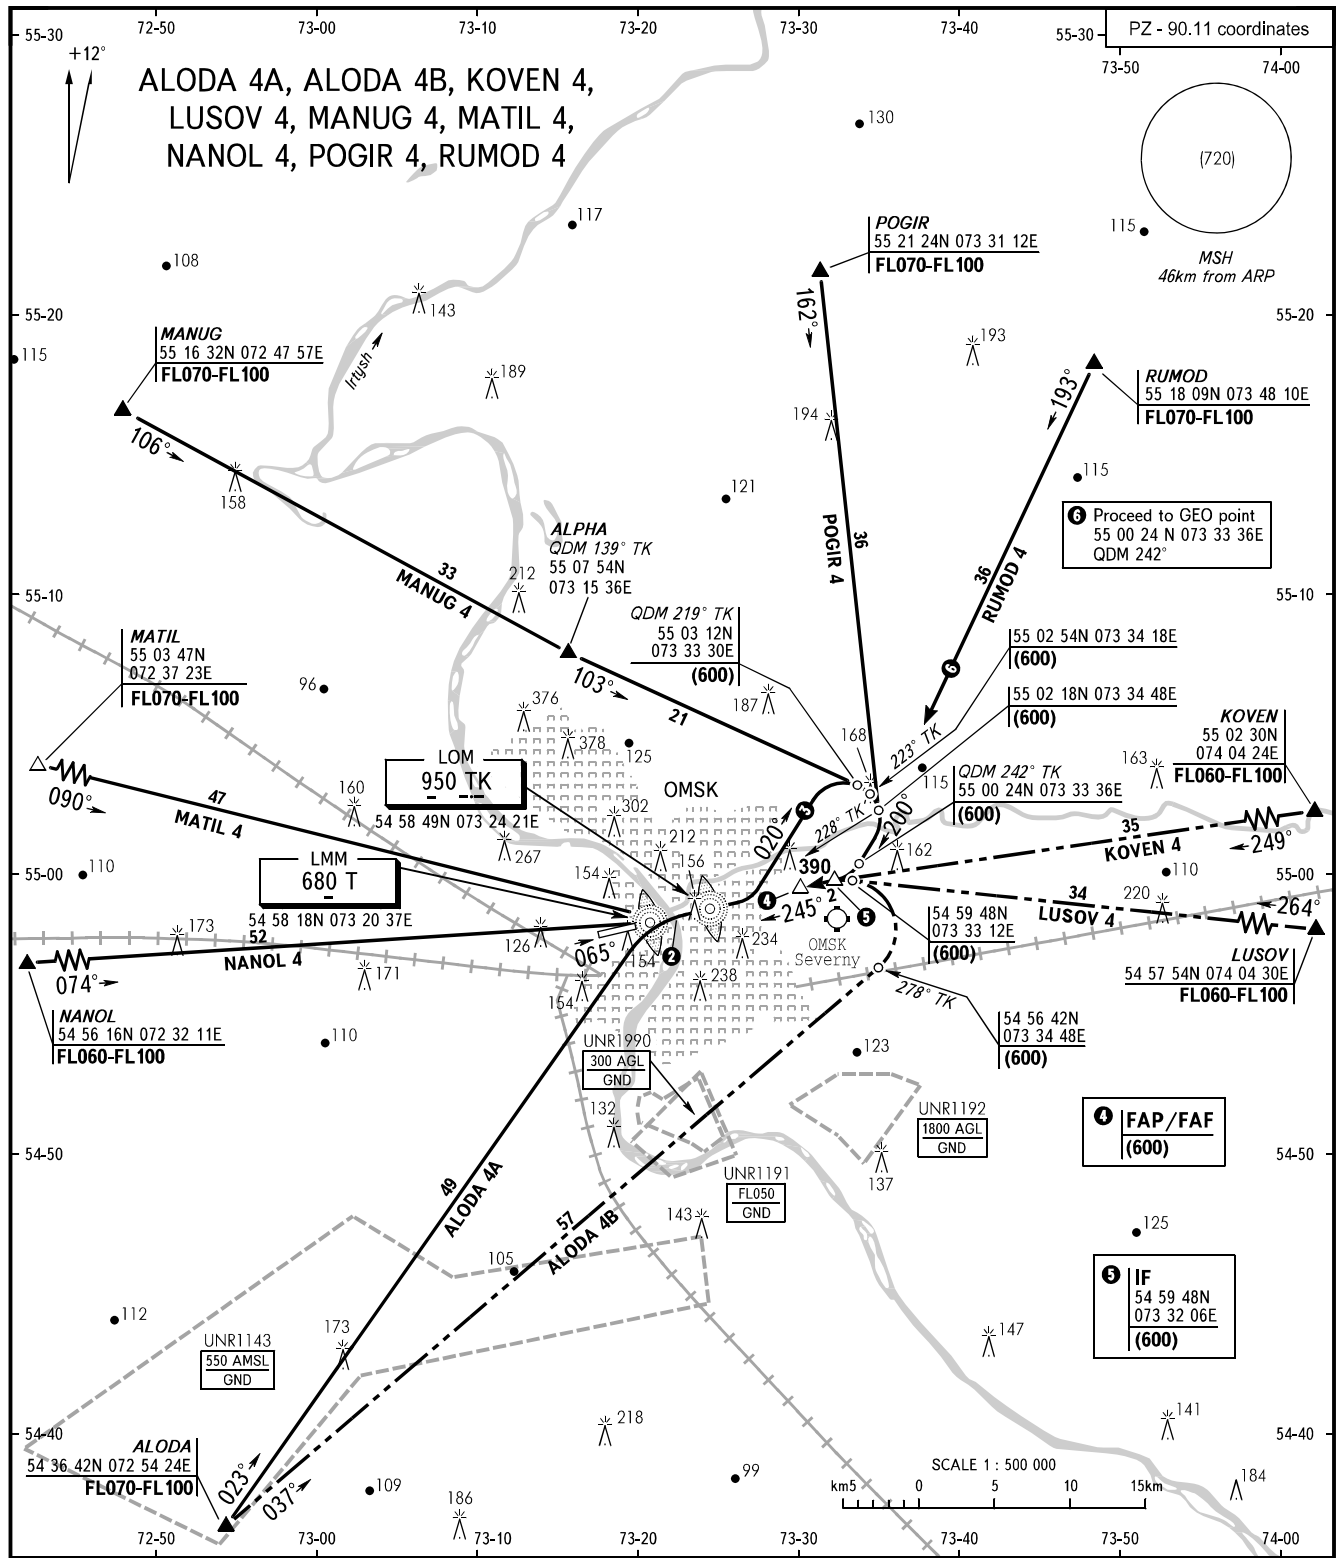 72-50
73-00
73-10
73-20
73-30
73-40
55-30
55-30
PZ - 90.11 coordinates
73-50
74-00
+12°
ALODA 4A, ALODA 4B, KOVEN 4,
LUSOV 4, MANUG 4, MATIL 4,
NANOL 4, POGIR 4, RUMOD 4
130
(720)
MSH
46km from ARP
117
115
108
143
POGIR
55 21 24N 073 31 12E
FL070-FL100
162°
55-20
55-20
MANUG
55 16 32N 072 47 57E
FL070-FL100
115
Irtysh
189
193
193°
RUMOD
55 18 09N 073 48 10E
FL070-FL100
106°
158
194
115
121
6 Proceed to GEO point
55 00 24 N 073 33 36E
QDM 242°
ALPHA
QDM 139° TK
55 07 54N
073 15 36E
33
MANUG 4
212
36
POGIR 4
36
RUMOD 4
55-10
55-10
QDM 219° TK
55 03 12N
073 33 30E
(600)
55 02 54N 073 34 18E
(600)
55 02 18N 073 34 48E
(600)
6
MATIL
55 03 47N
072 37 23E
FL070-FL100
96
103°
21
187
376
378
125
168
223° TK
115
KOVEN
55 02 30N
074 04 24E
FL060-FL100
163
QDM 242° TK
55 00 24N 073 33 36E
(600)
LOM
950 TK
54 58 49N 073 24 21E
OMSK
090°
47
MATIL 4
160
302
267
212
156
3
020°
228° TK
200°
162
390
35
KOVEN 4
249°
110
55-00
55-00
110
LMM
680 T
54 58 18N 073 20 37E
154
4
245°
2
5
34
LUSOV 4
220
264°
173
52
NANOL 4
126
065°
154
2
234
OMSK
Severny
54 59 48N
073 33 12E
(600)
LUSOV
54 57 54N 074 04 30E
FL060-FL100
074°
171
154
238
278° TK
NANOL
54 56 16N 072 32 11E
FL060-FL100
110
54 56 42N
073 34 48E
(600)
UNR1990
300 AGL
GND
123
132
UNR1192
1800 AGL
GND
4 FAP/FAF
(600)
54-50
54-50
137
UNR1191
FL050
GND
49
ALODA 4A
57
ALODA 4B
143
125
105
5 IF
54 59 48N
073 32 06E
(600)
112
173
147
UNR1143
550 AMSL
GND
218
141
54-40
54-40
ALODA
54 36 42N 072 54 24E
FL070-FL100
023°
037°
109
186
99
SCALE 1 : 500 000
km5 0 5 10 15km
184
72-50
73-00
73-10
73-20
73-30
73-40
73-50
74-00